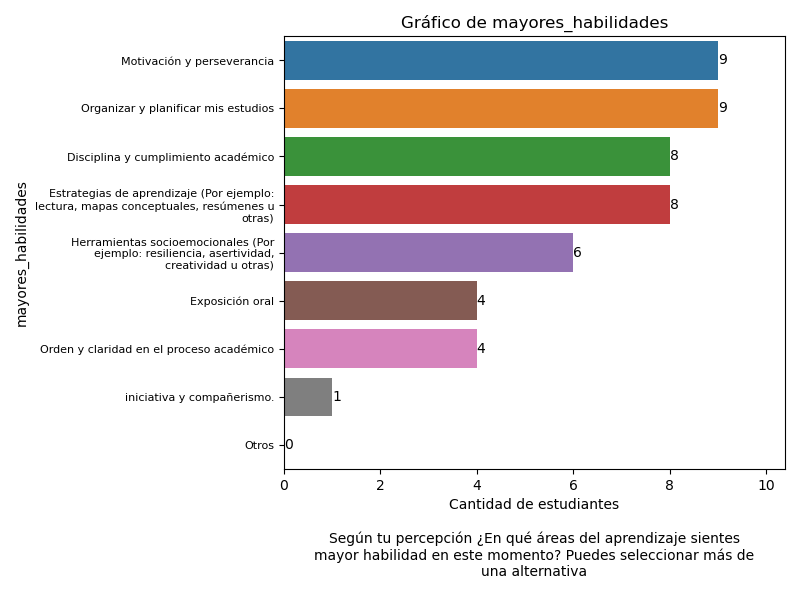 Gráfico de mayores_habilidades
mayores_habilidades
Motivación y perseverancia
9
Organizar y planificar mis estudios
9
Disciplina y cumplimiento académico
8
Estrategias de aprendizaje (Por ejemplo:
lectura, mapas conceptuales, resúmenes u
otras)
8
Herramientas socioemocionales (Por
ejemplo: resiliencia, asertividad,
creatividad u otras)
6
Exposición oral
4
Orden y claridad en el proceso académico
4
iniciativa y compañerismo.
1
Otros
0
0 2 4 6 8 10
Cantidad de estudiantes
Según tu percepción ¿En qué áreas del aprendizaje sientes
mayor habilidad en este momento? Puedes seleccionar más de
una alternativa